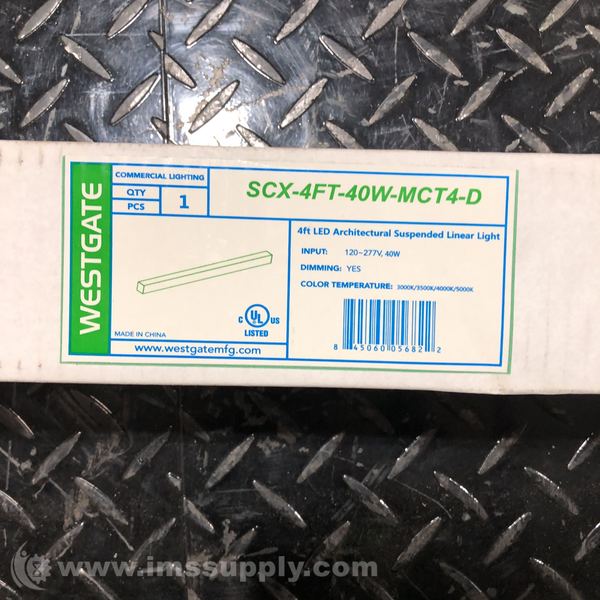 WESTGATE
COMMERCIAL LIGHTING
QTY
PCS
1
SCX-4FT-40W-MCT4-D
4ft LED Architectural Suspended Linear Light
INPUT: 120~277V, 40W
DIMMING: YES
COLOR TEMPERATURE: 3000K/3500K/4000K/5000K
C UL US
LISTED
MADE IN CHINA
www.westgatemfg.com
8 45060 05682 2
www.imssupply.com